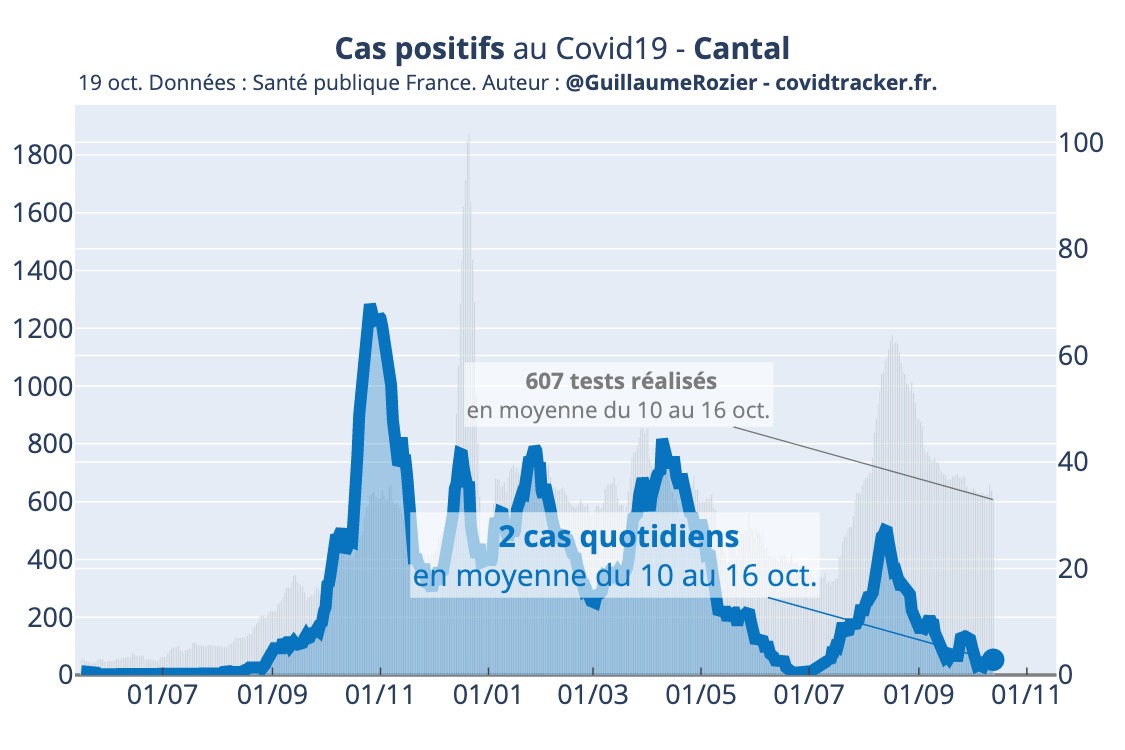 Cas positifs au Covid19 - Cantal
19 oct. Données : Santé publique France. Auteur : @GuillaumeRozier - covidtracker.fr.
1800
1600
1400
1200
1000
800
600
400
200
0
100
80
60
40
20
0
607 tests réalisés
en moyenne du 10 au 16 oct.
2 cas quotidiens
en moyenne du 10 au 16 oct.
01/07 01/09 01/11 01/01 01/03 01/05 01/07 01/09 01/11